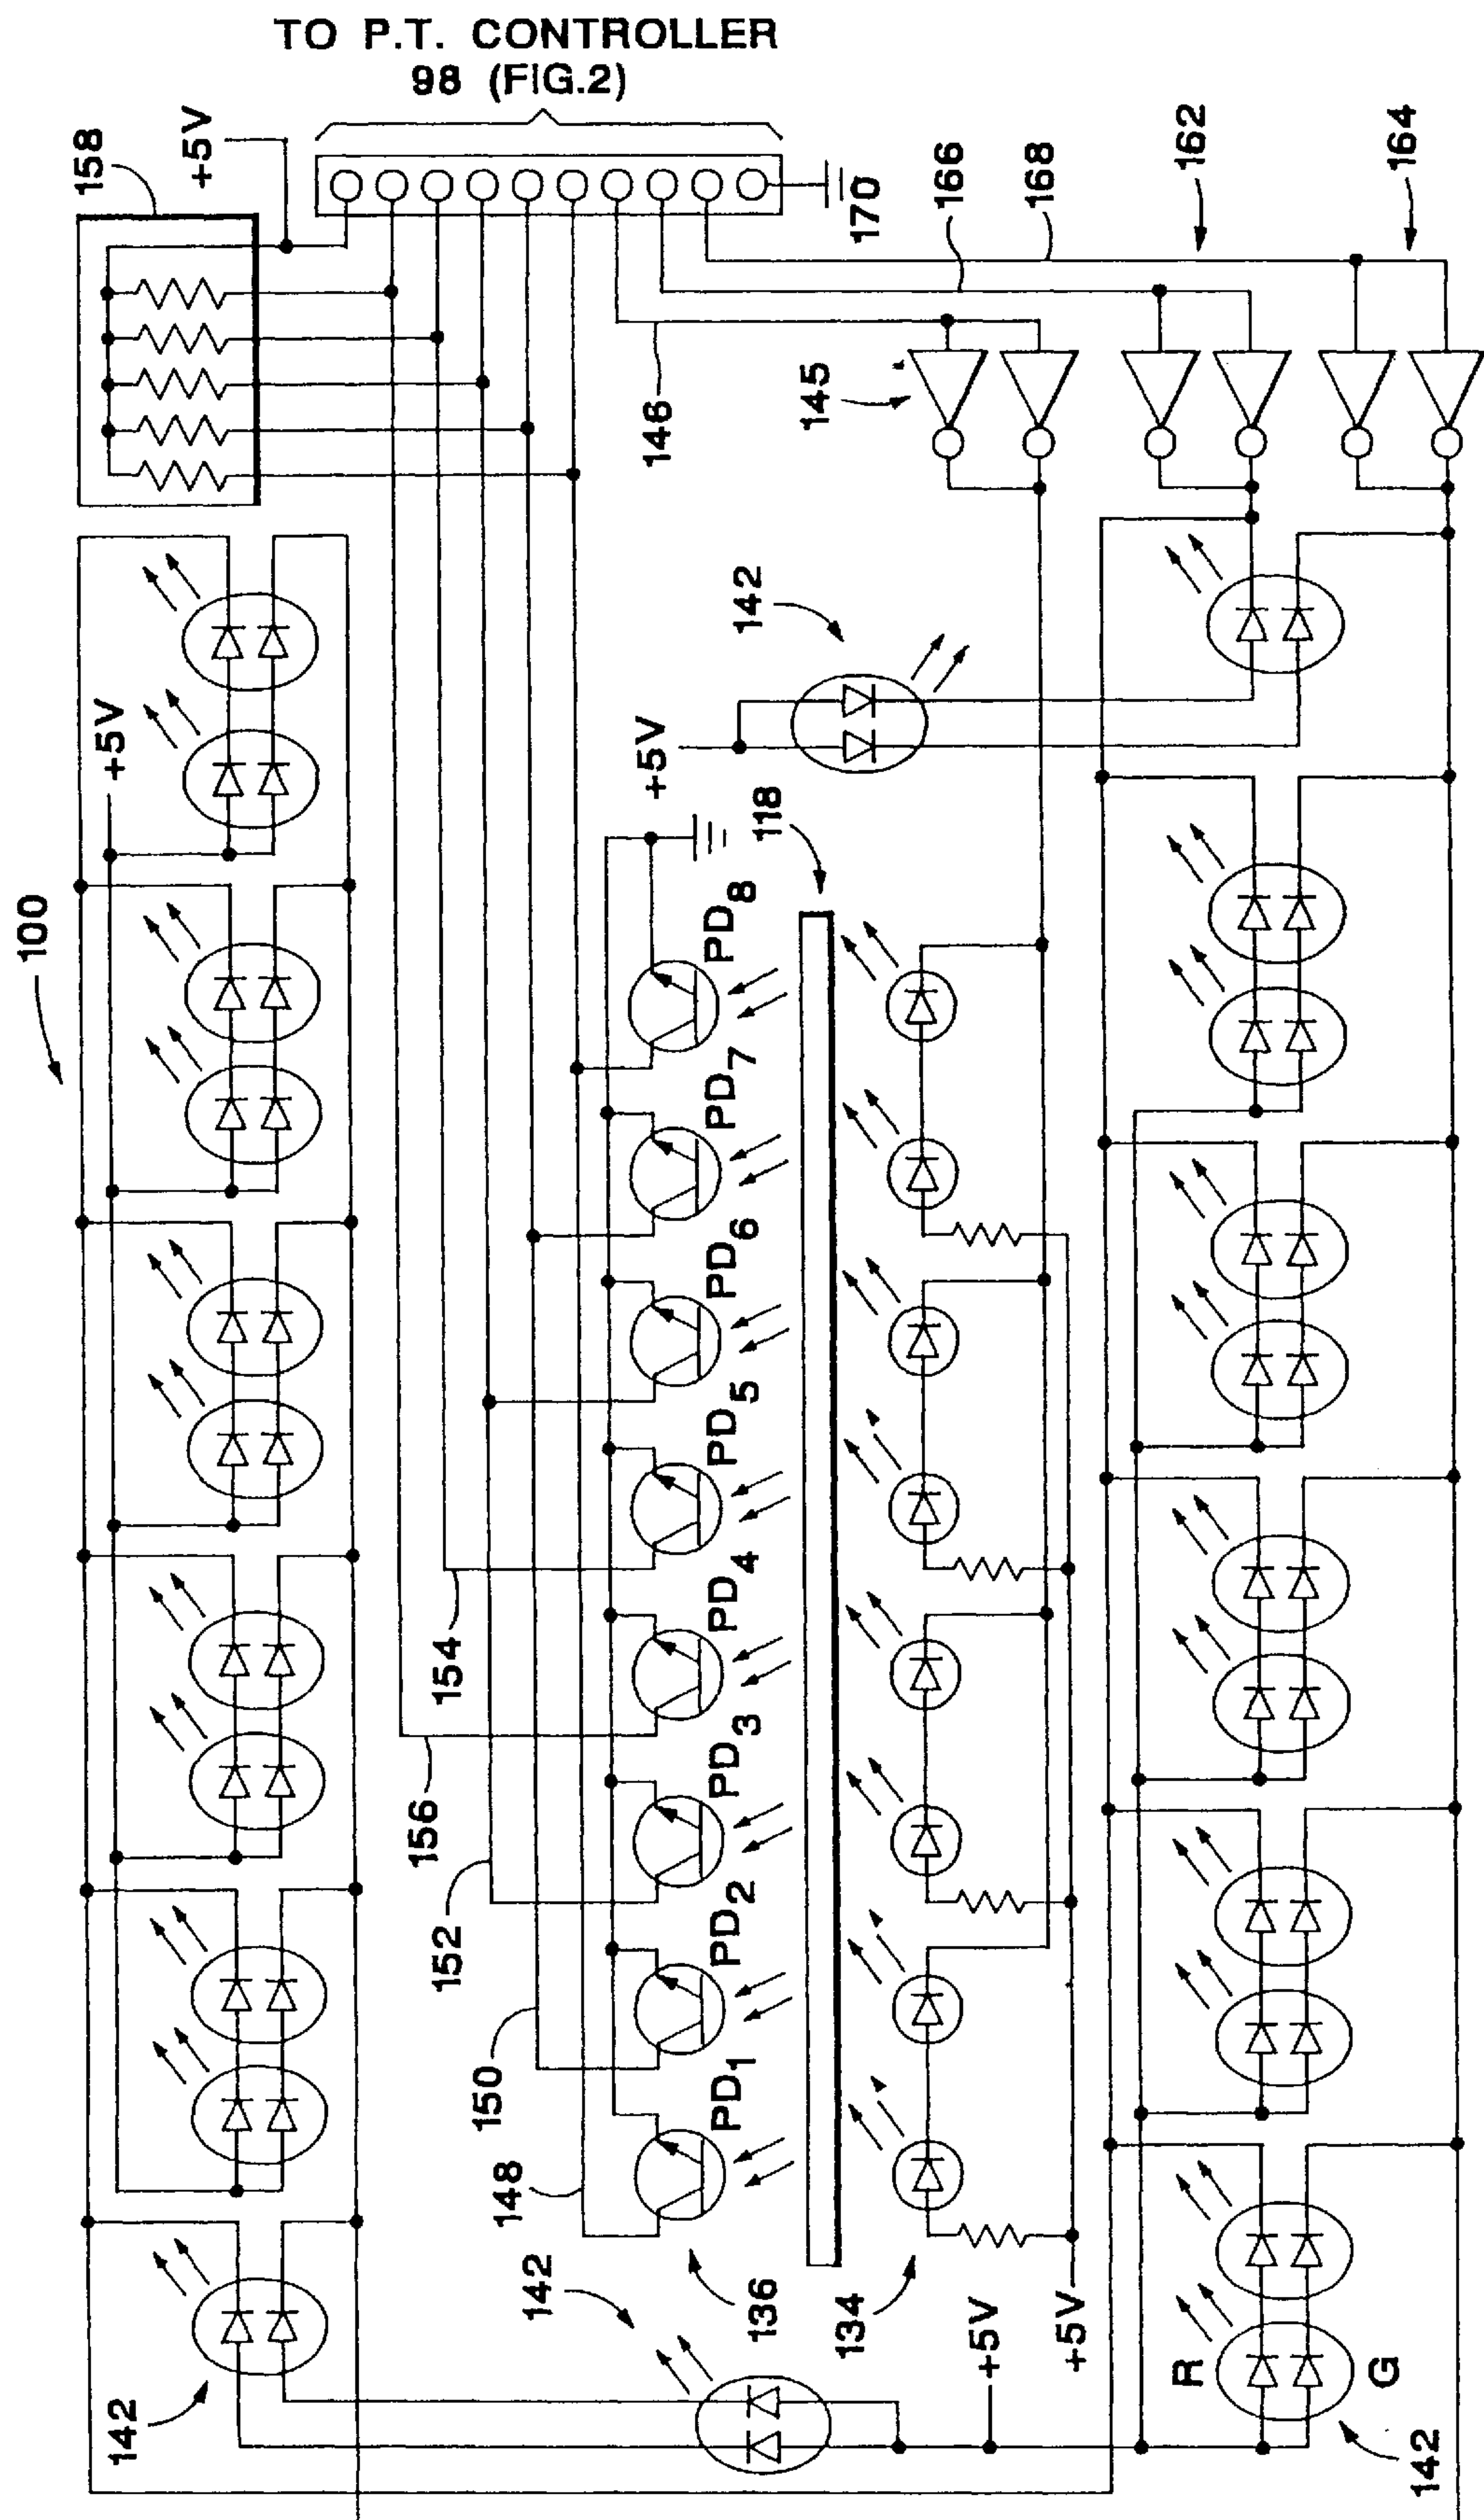 TO P.T. CONTROLLER
98 (FIG.2)
158
+5V
170
166
168
162
164
146
145
100
+5V
142
+5V
118
PD8
PD7
PD6
PD5
PD4
PD3
PD2
PD1
154
156
152
150
148
142
136
134
+5V
+5V
142
R
G
142